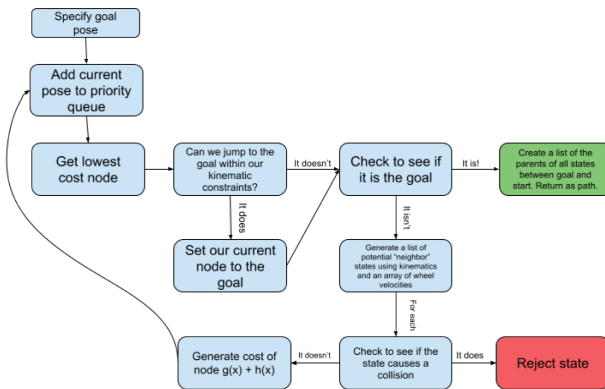 Specify goal
pose
Add current
pose to priority
queue
Get lowest
cost node
Can we jump to the
goal within our
kinematic
constraints?
It doesn't
Check to see if
it is the goal
It is!
Create a list of the
parents of all states
between goal and
start. Return as path.
It does
Set our current
node to the
goal
It isn't
Generate a list of
potential "neighbor"
states using kinematics
and an array of wheel
velocities
For each
Generate cost of
node g(x) + h(x)
It doesn't
Check to see if the
state causes a
collision
It does
Reject state